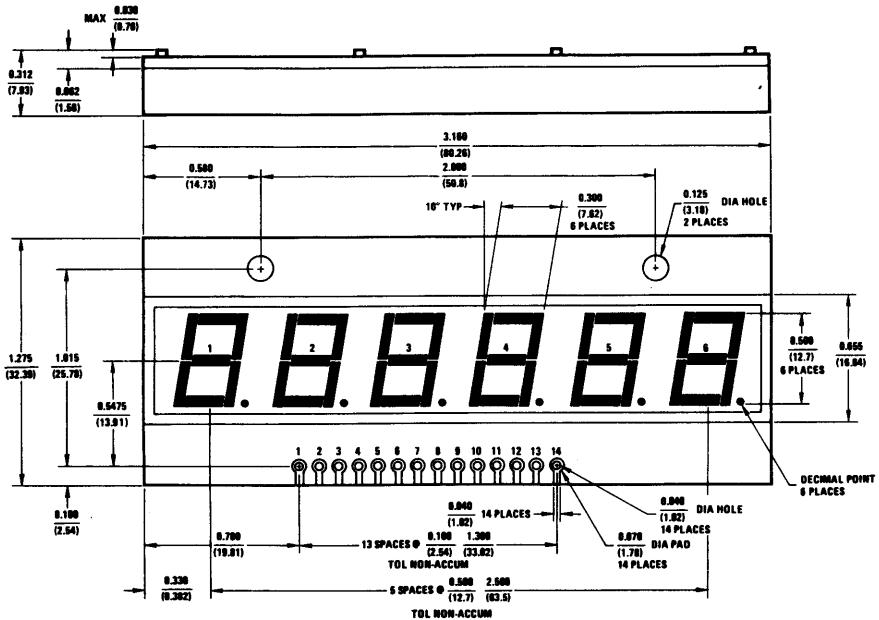 MAX 0.030
(0.76)
0.312
(7.93)
0.062
(1.56)
3.160
(80.26)
0.580
(14.73)
2.000
(50.8)
10° TYP
0.300
(7.62)
6 PLACES
0.125
(3.18)
DIA HOLE
2 PLACES
1.275
(32.39)
1.015
(25.78)
0.5475
(13.91)
1
2
3
4
5
6
0.500
(12.7)
6 PLACES
0.655
(16.64)
1 2 3 4 5 6 7 8 9 10 11 12 13 14
DECIMAL POINT
6 PLACES
0.100
(2.54)
0.040
(1.02)
14 PLACES
0.040
(1.02)
DIA HOLE
14 PLACES
0.070
(1.78)
DIA PAD
14 PLACES
0.780
(19.81)
13 SPACES @ 0.100 1.300
(2.54) (33.02)
TOL NON-ACCUM
0.330
(8.382)
5 SPACES @ 0.500 2.500
(12.7) (63.5)
TOL NON-ACCUM